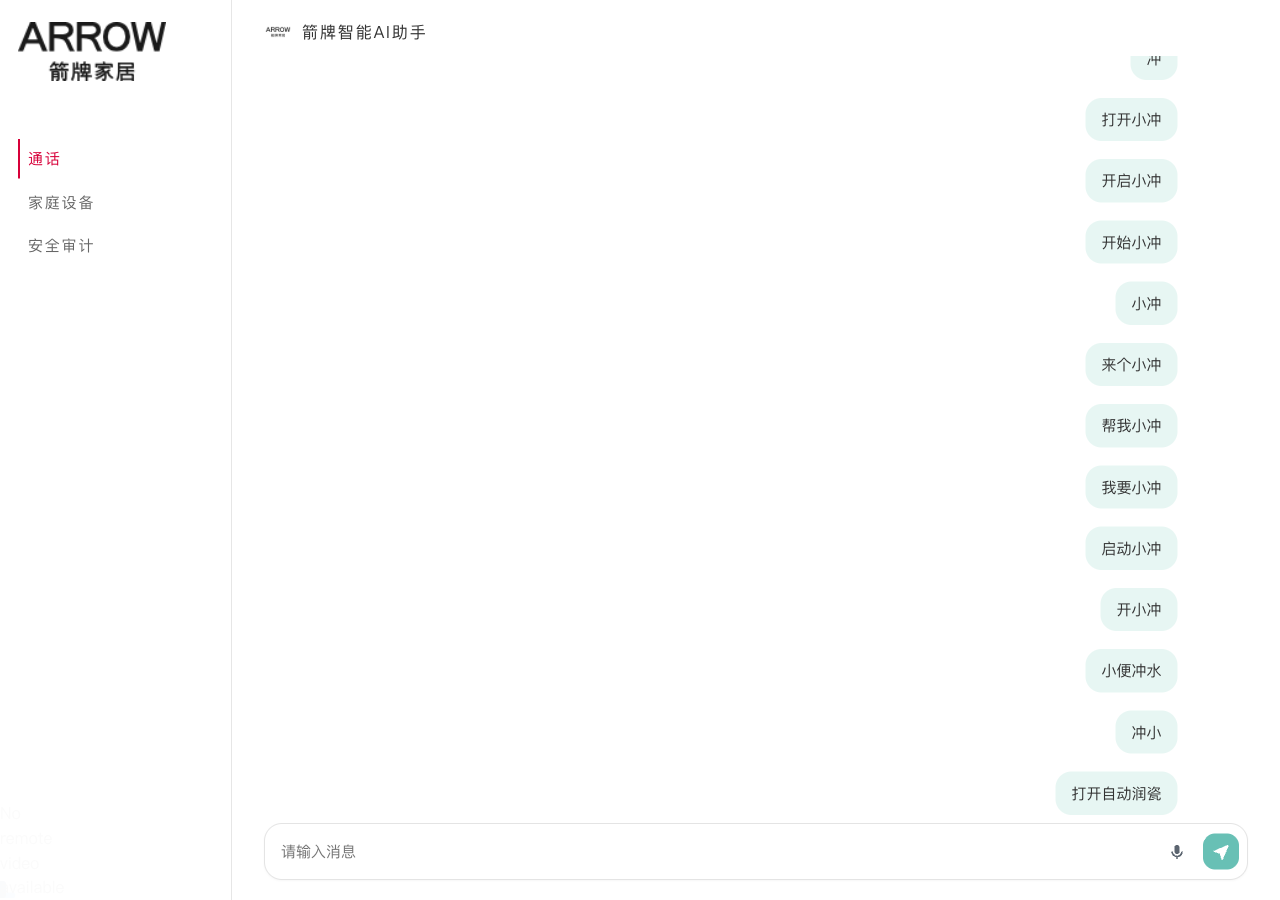 ARROW
箭牌家居
通话
家庭设备
安全审计
ARROW
箭牌智能AI助手
冲
打开小冲
开启小冲
开始小冲
小冲
来个小冲
帮我小冲
我要小冲
启动小冲
开小冲
小便冲水
冲小
打开自动润瓷
请输入消息